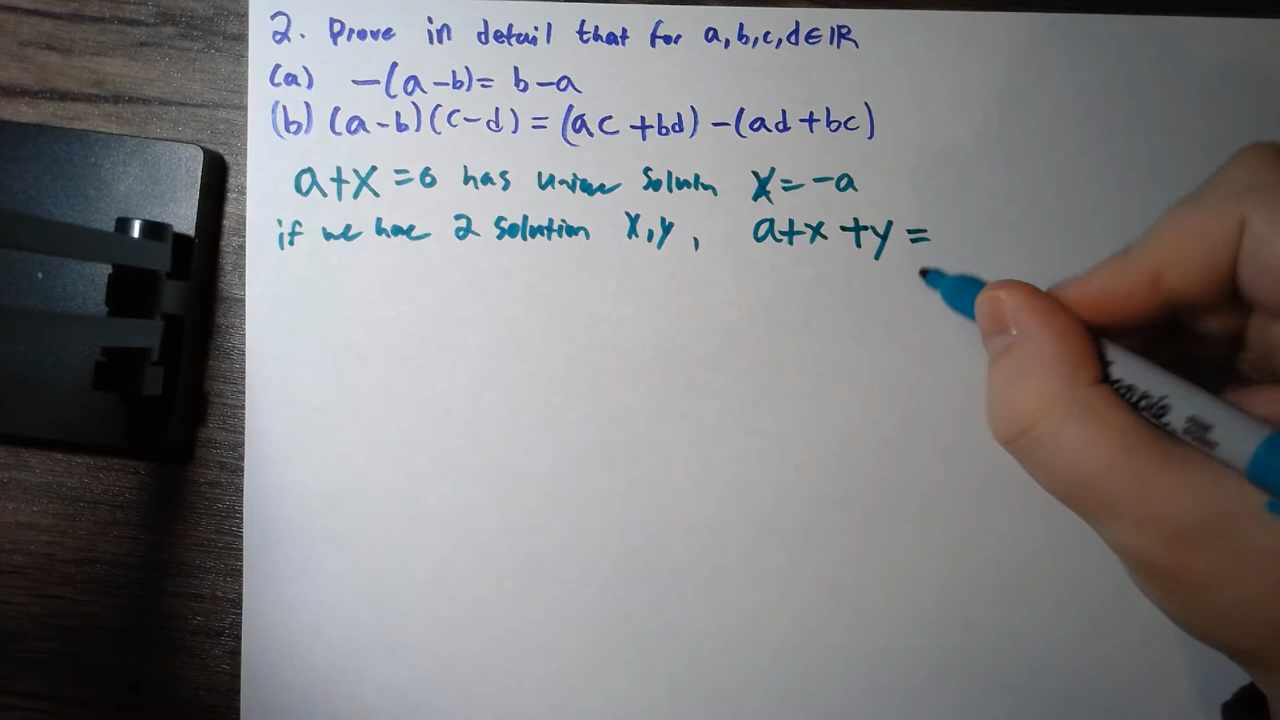 2. Prove in detail that for a,b,c,d∈ℝ
(a) -(a-b)= b-a
(b) (a-b)(c-d) = (ac+bd)-(ad+bc)
a+x=0 has unique solution x=-a
if we have 2 solution x,y, a+x+y=